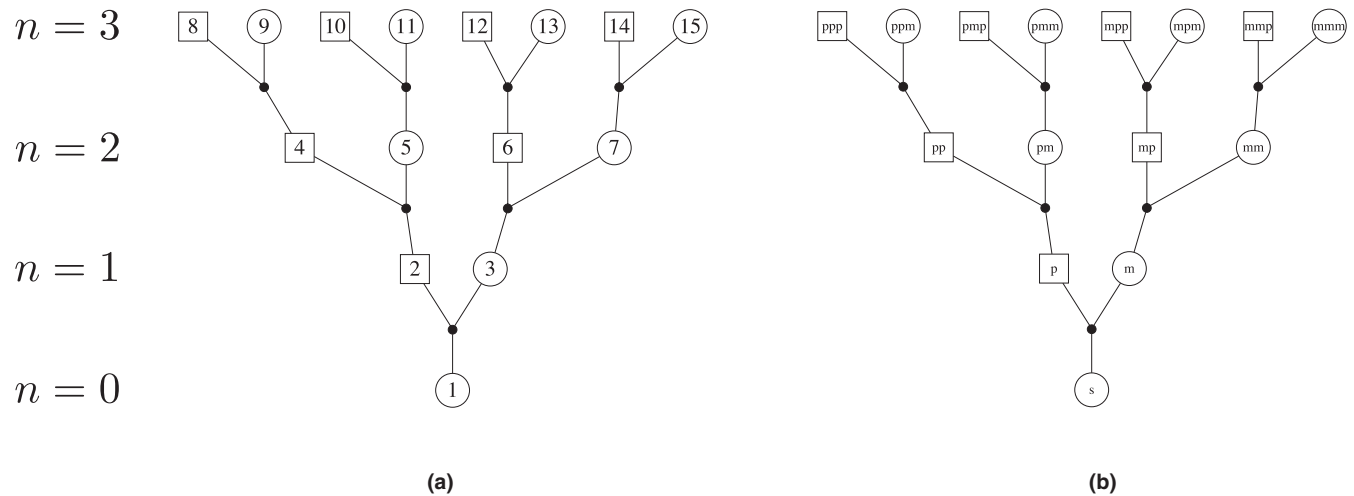 n = 3 8 9 10 11 12 13 14 15 ppp ppm pmp pmm mpp mpm mmp mmm
n = 2 4 5 6 7 pp pm mp mm
n = 1 2 3 p m
n = 0 1 s
(a) (b)